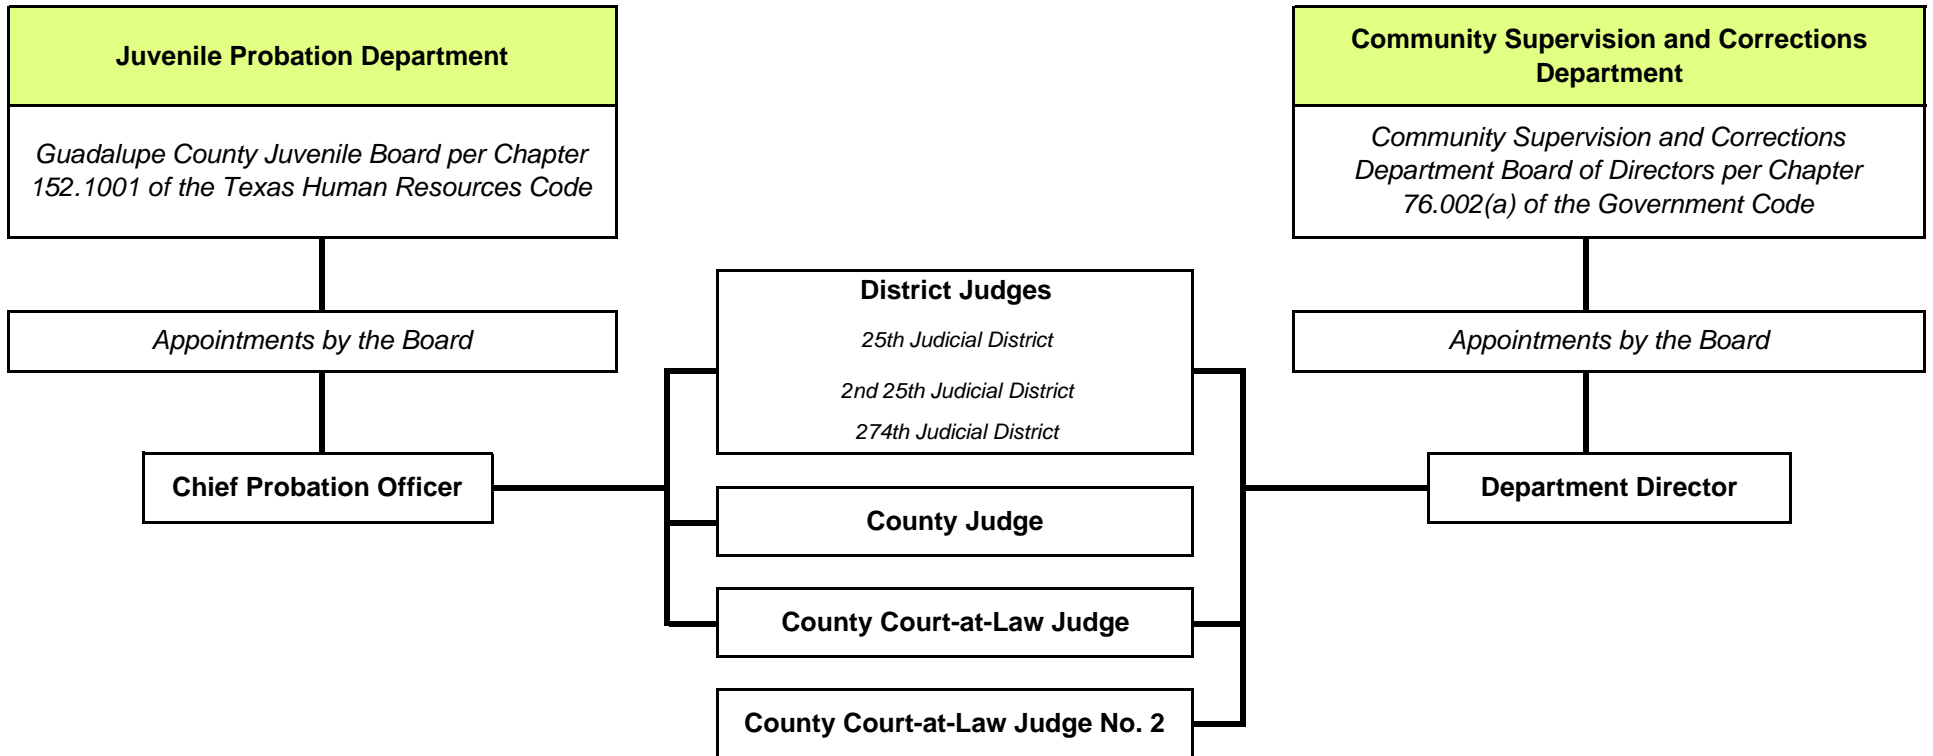 Juvenile Probation Department
Guadalupe County Juvenile Board per Chapter
152.1001 of the Texas Human Resources Code
Appointments by the Board
Chief Probation Officer
District Judges
25th Judicial District
2nd 25th Judicial District
274th Judicial District
County Judge
County Court-at-Law Judge
County Court-at-Law Judge No. 2
Community Supervision and Corrections
Department
Community Supervision and Corrections
Department Board of Directors per Chapter
76.002(a) of the Government Code
Appointments by the Board
Department Director